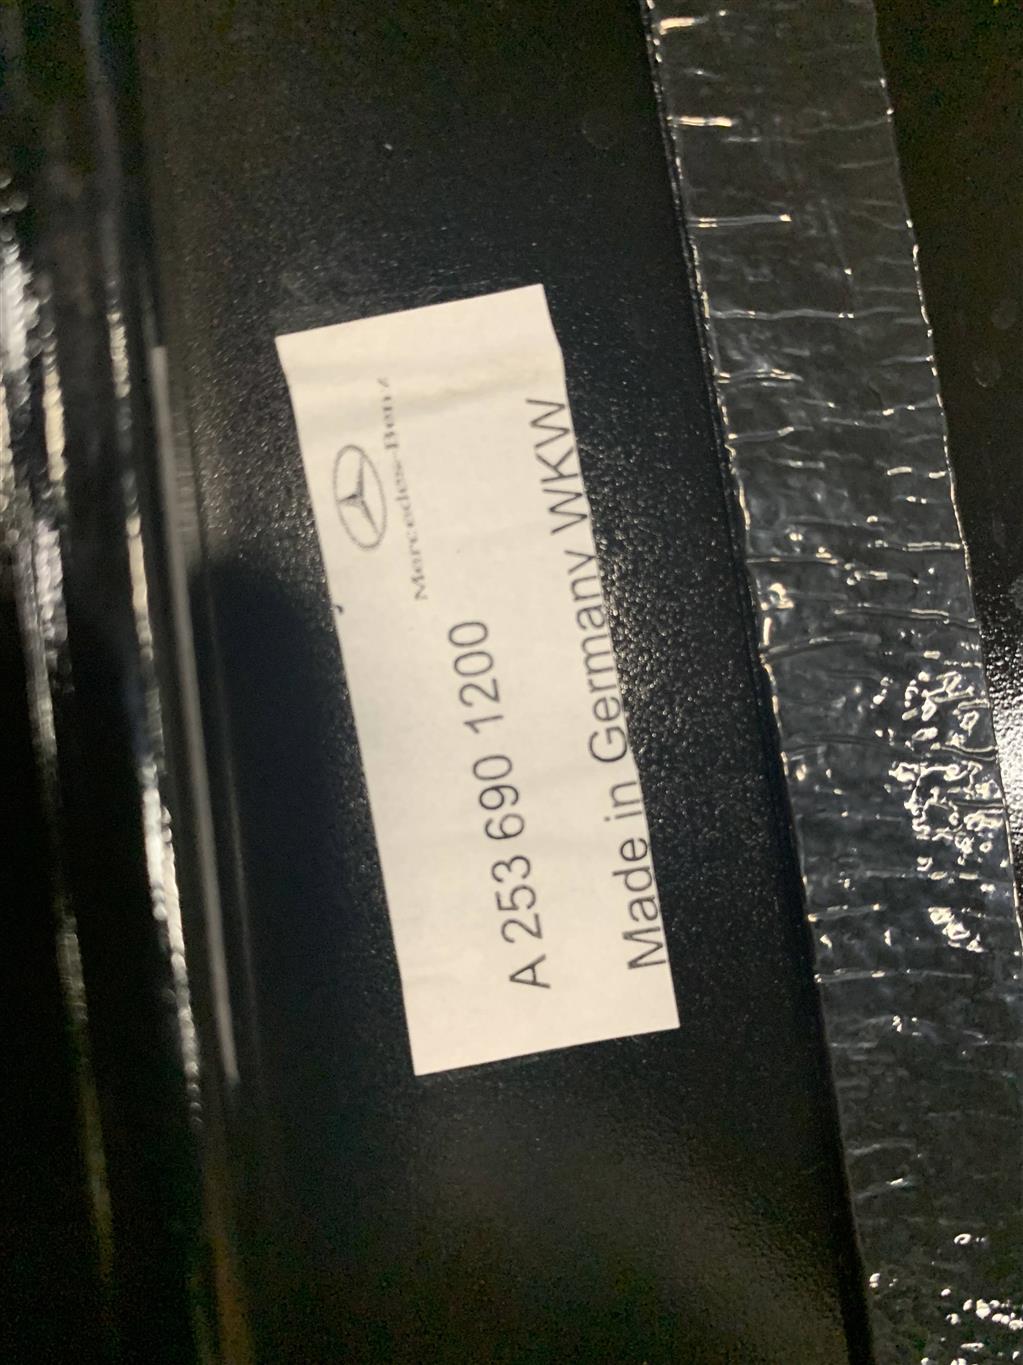 Mercedes-Benz
A 253 690 1200
Made in Germany WKW